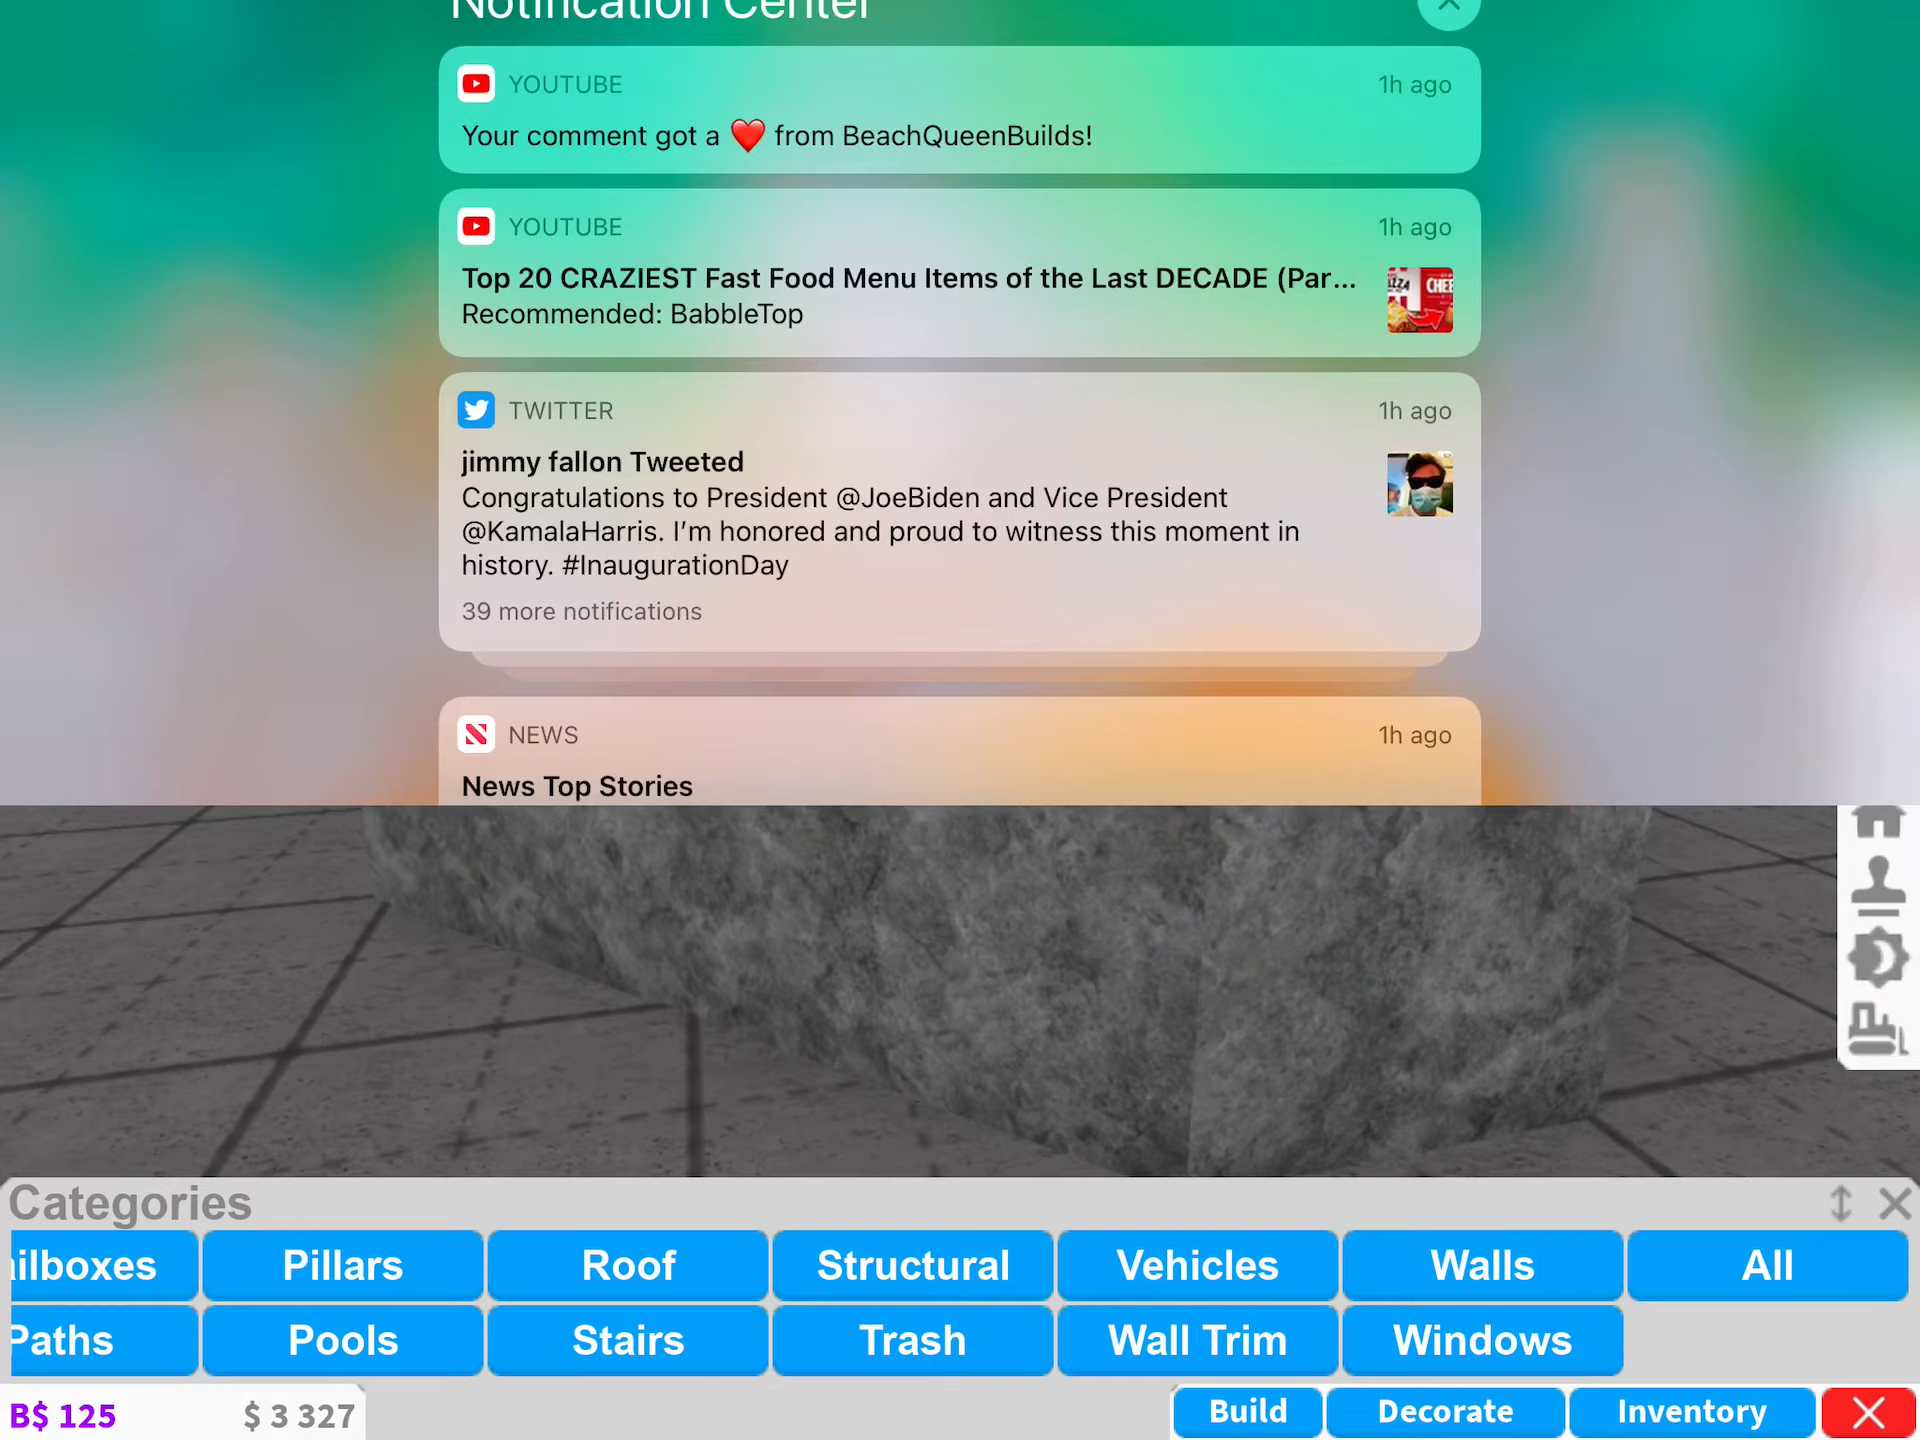 Notification Center
YOUTUBE
1h ago
Your comment got a ❤️ from BeachQueenBuilds!
YOUTUBE
1h ago
Top 20 CRAZIEST Fast Food Menu Items of the Last DECADE (Par...
Recommended: BabbleTop
TWITTER
1h ago
jimmy fallon Tweeted
Congratulations to President @JoeBiden and Vice President
@KamalaHarris. I’m honored and proud to witness this moment in
history. #InaugurationDay
39 more notifications
NEWS
1h ago
News Top Stories
Categories
ilboxes Pillars Roof Structural Vehicles Walls All
Paths Pools Stairs Trash Wall Trim Windows
B$ 125 $ 3 327 Build Decorate Inventory